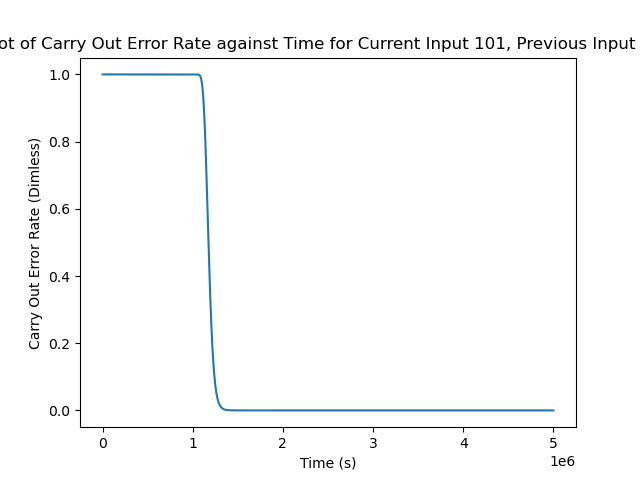 ot of Carry Out Error Rate against Time for Current Input 101, Previous Input
Carry Out Error Rate (Dimless)
1.0
0.8
0.6
0.4
0.2
0.0
0 1 2 3 4 5
1e6
Time (s)